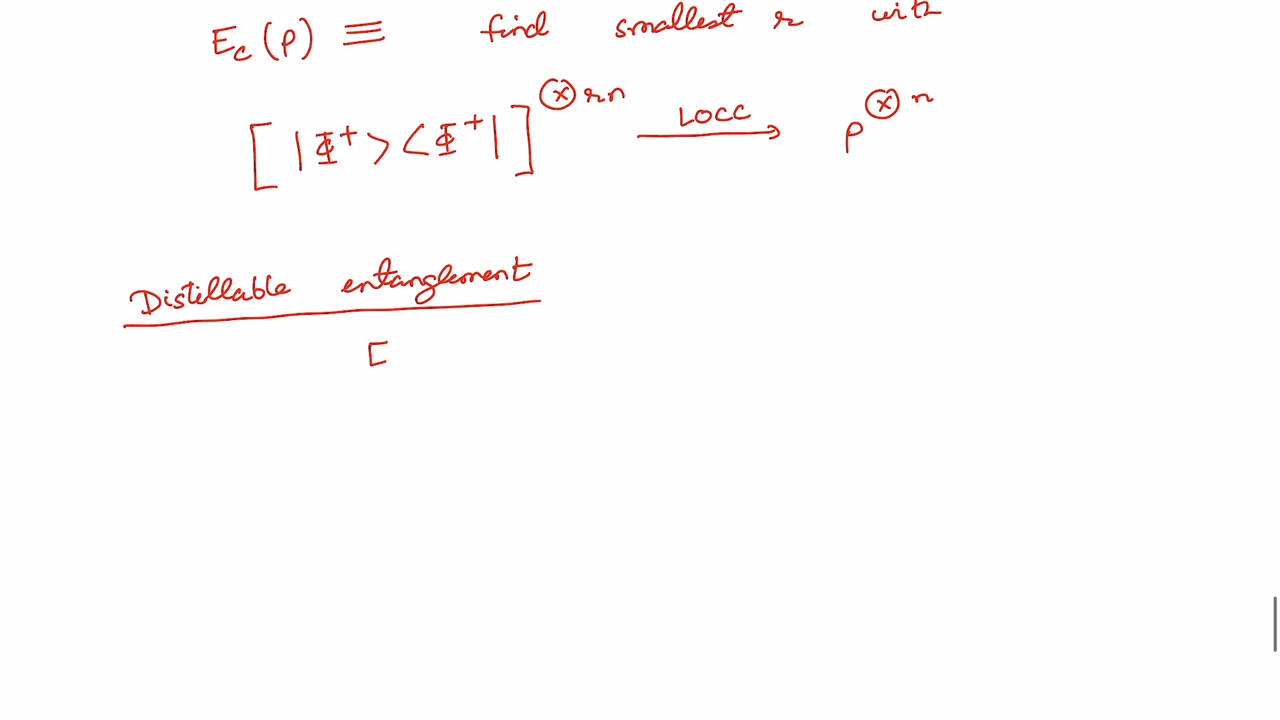 E_c(ρ) ≡ find smallest r with
[|Φ⁺><Φ⁺|]^{⊗ rn} LOCC → ρ^{⊗ n}
Distillable entanglement
[